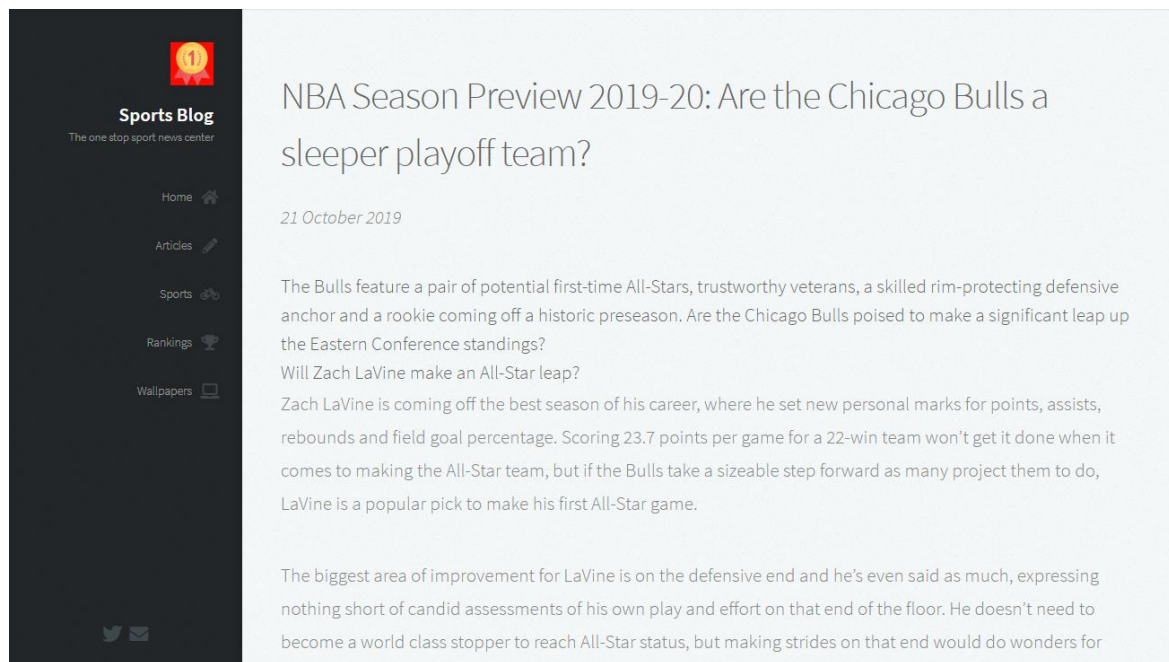 1
Sports Blog
The one stop sport news center
Home
Articles
Sports
Rankings
Wallpapers
NBA Season Preview 2019-20: Are the Chicago Bulls a
sleeper playoff team?
21 October 2019
The Bulls feature a pair of potential first-time All-Stars, trustworthy veterans, a skilled rim-protecting defensive
anchor and a rookie coming off a historic preseason. Are the Chicago Bulls poised to make a significant leap up
the Eastern Conference standings?
Will Zach LaVine make an All-Star leap?
Zach LaVine is coming off the best season of his career, where he set new personal marks for points, assists,
rebounds and field goal percentage. Scoring 23.7 points per game for a 22-win team won’t get it done when it
comes to making the All-Star team, but if the Bulls take a sizeable step forward as many project them to do,
LaVine is a popular pick to make his first All-Star game.
The biggest area of improvement for LaVine is on the defensive end and he’s even said as much, expressing
nothing short of candid assessments of his own play and effort on that end of the floor. He doesn’t need to
become a world class stopper to reach All-Star status, but making strides on that end would do wonders for